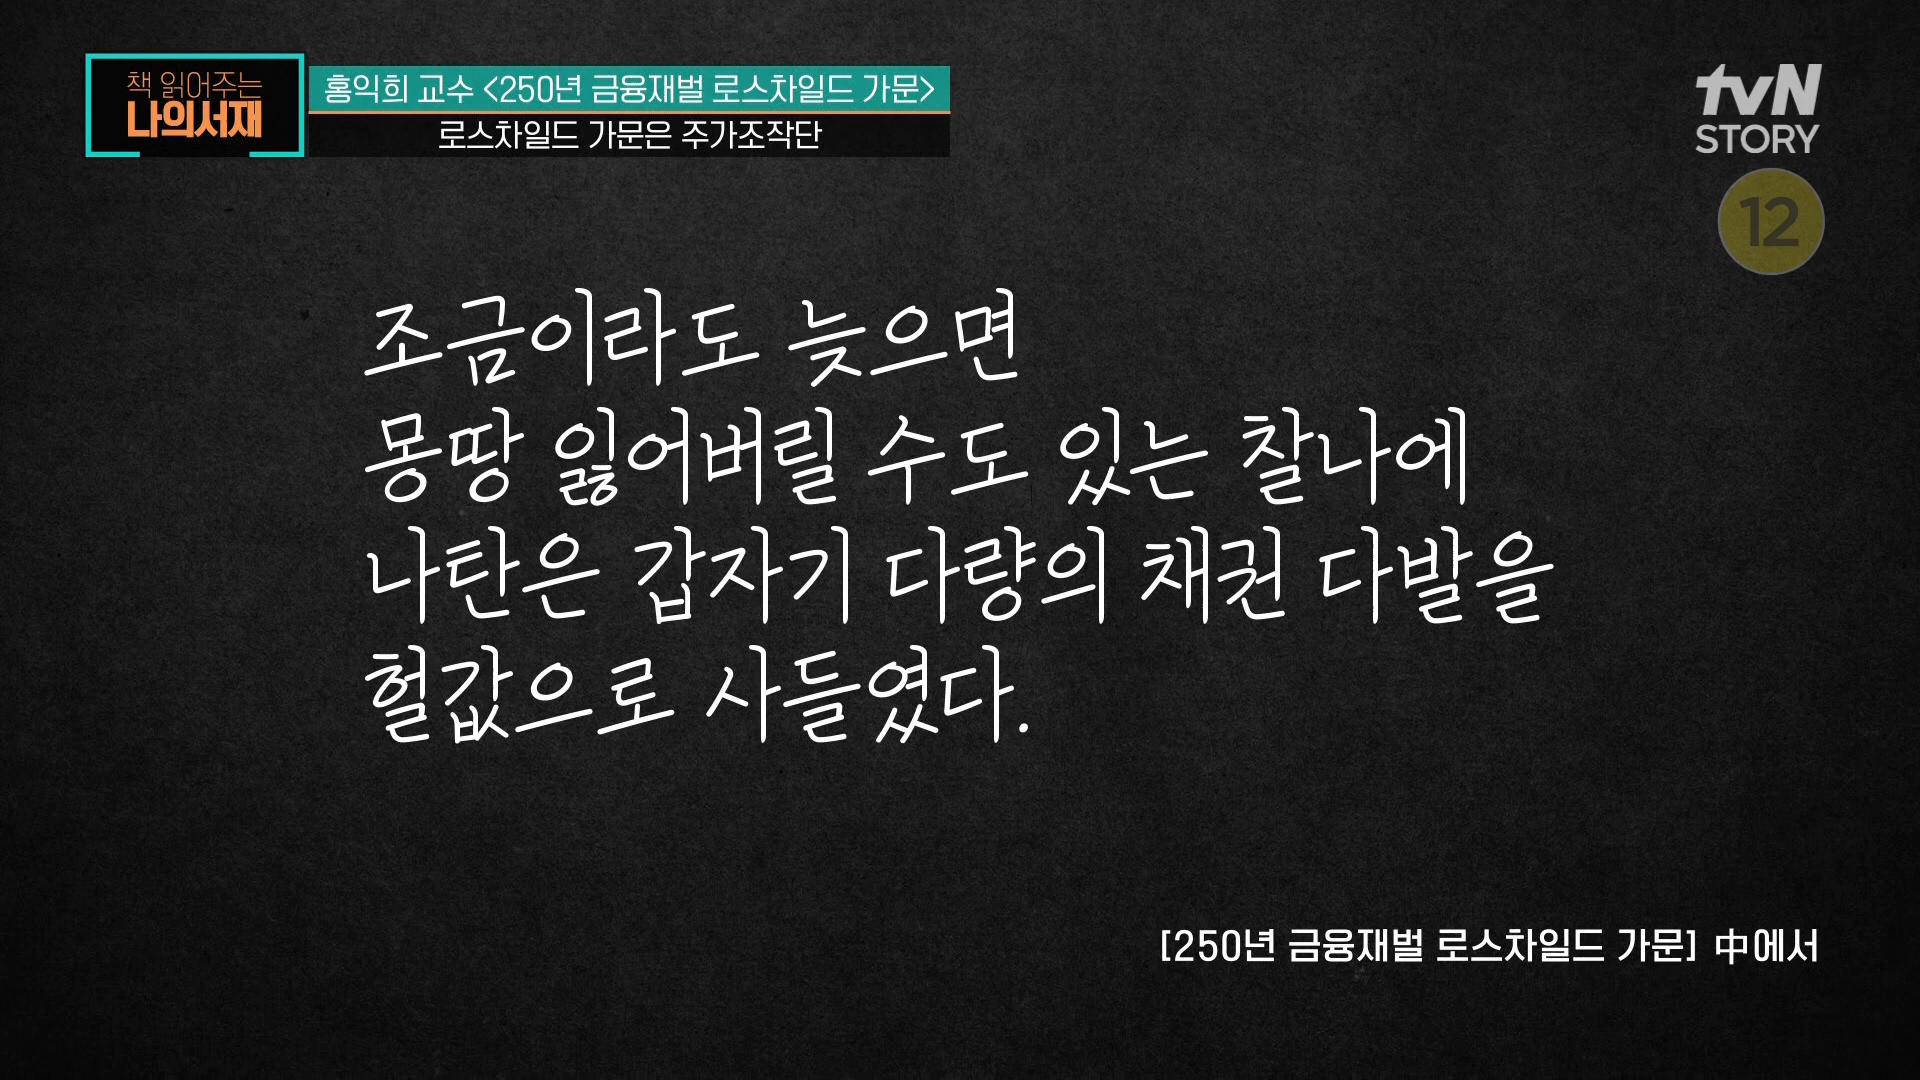 책 읽어주는
나의서재
홍익희 교수 <250년 금융재벌 로스차일드 가문>
로스차일드 가문은 주가조작단
tvN
STORY
12
조금이라도 늦으면
몽땅 잃어버릴 수도 있는 찰나에
나탄은 갑자기 다량의 채권 다발을
헐값으로 사들였다.
[250년 금융재벌 로스차일드 가문] 中에서